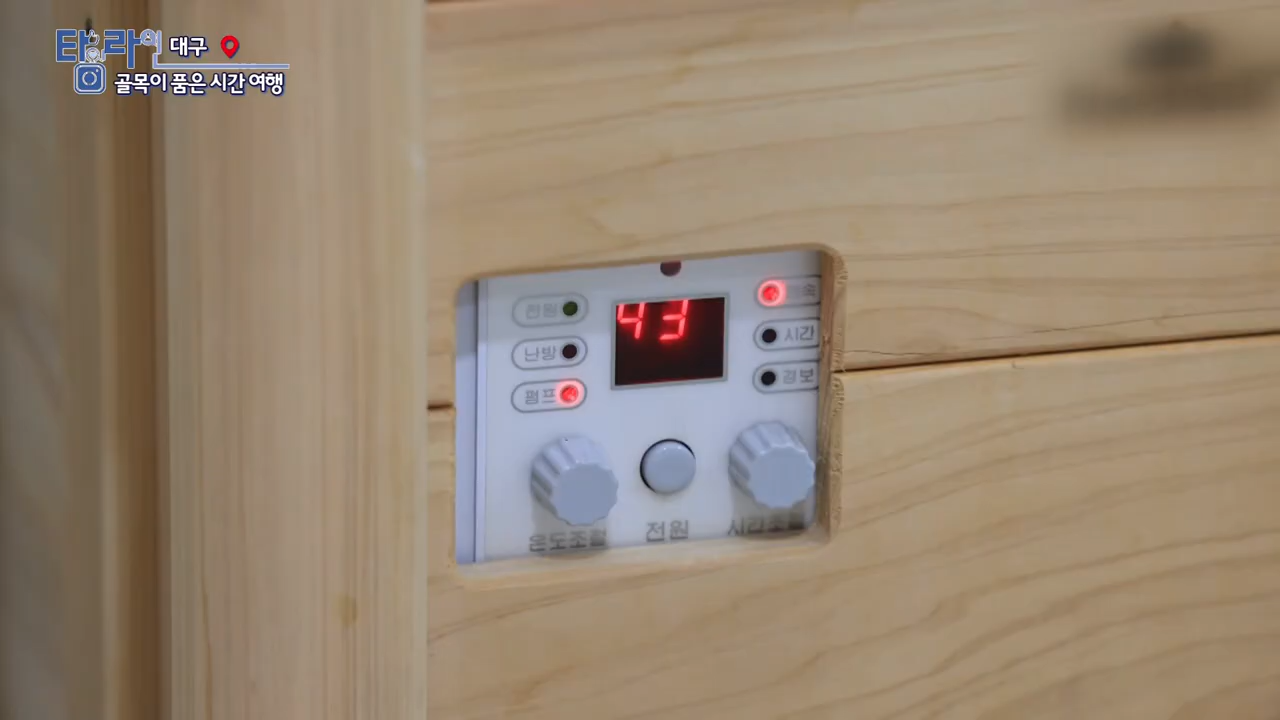 타라인 대구
골목이 품은 시간 여행
전원
난방
펌프
43
시간
경보
온도조절
전원
시간조절